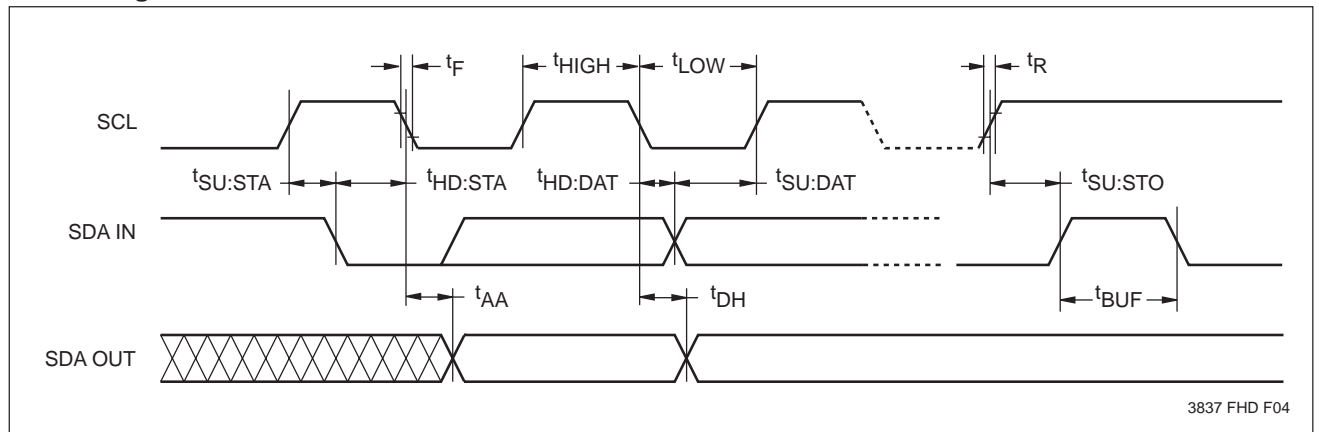 tF
tHIGH
tLOW
tR
SCL
tSU:STA
tHD:STA
tHD:DAT
tSU:DAT
tSU:STO
SDA IN
tAA
tDH
tBUF
SDA OUT
3837 FHD F04